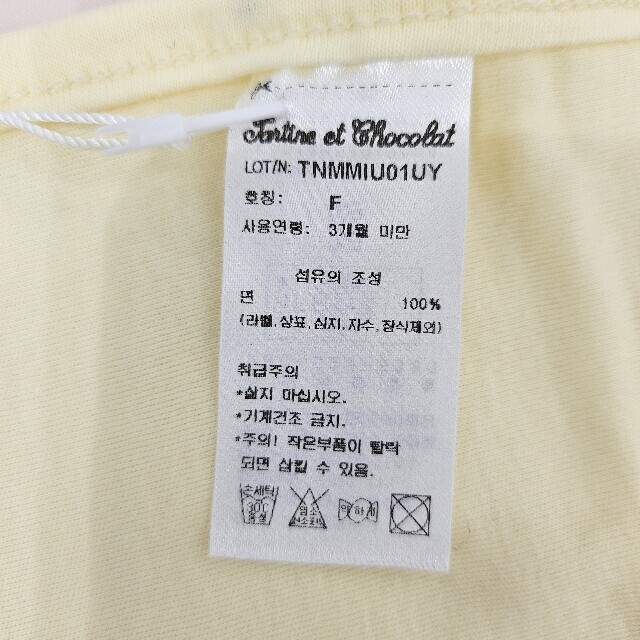 Tartine et Chocolat
LOT/N: TNMMIU01UY
호칭: F
사용연령: 3개월 미만
섬유의 조성
면 100%
(라벨,상표,심지,자수,장식제외)
취급주의
*삶지 마십시오.
*기계건조 금지.
*주의! 작은부품이 탈락
되면 삼킬 수 있음.
손세탁
30℃
중성
염소
약하게